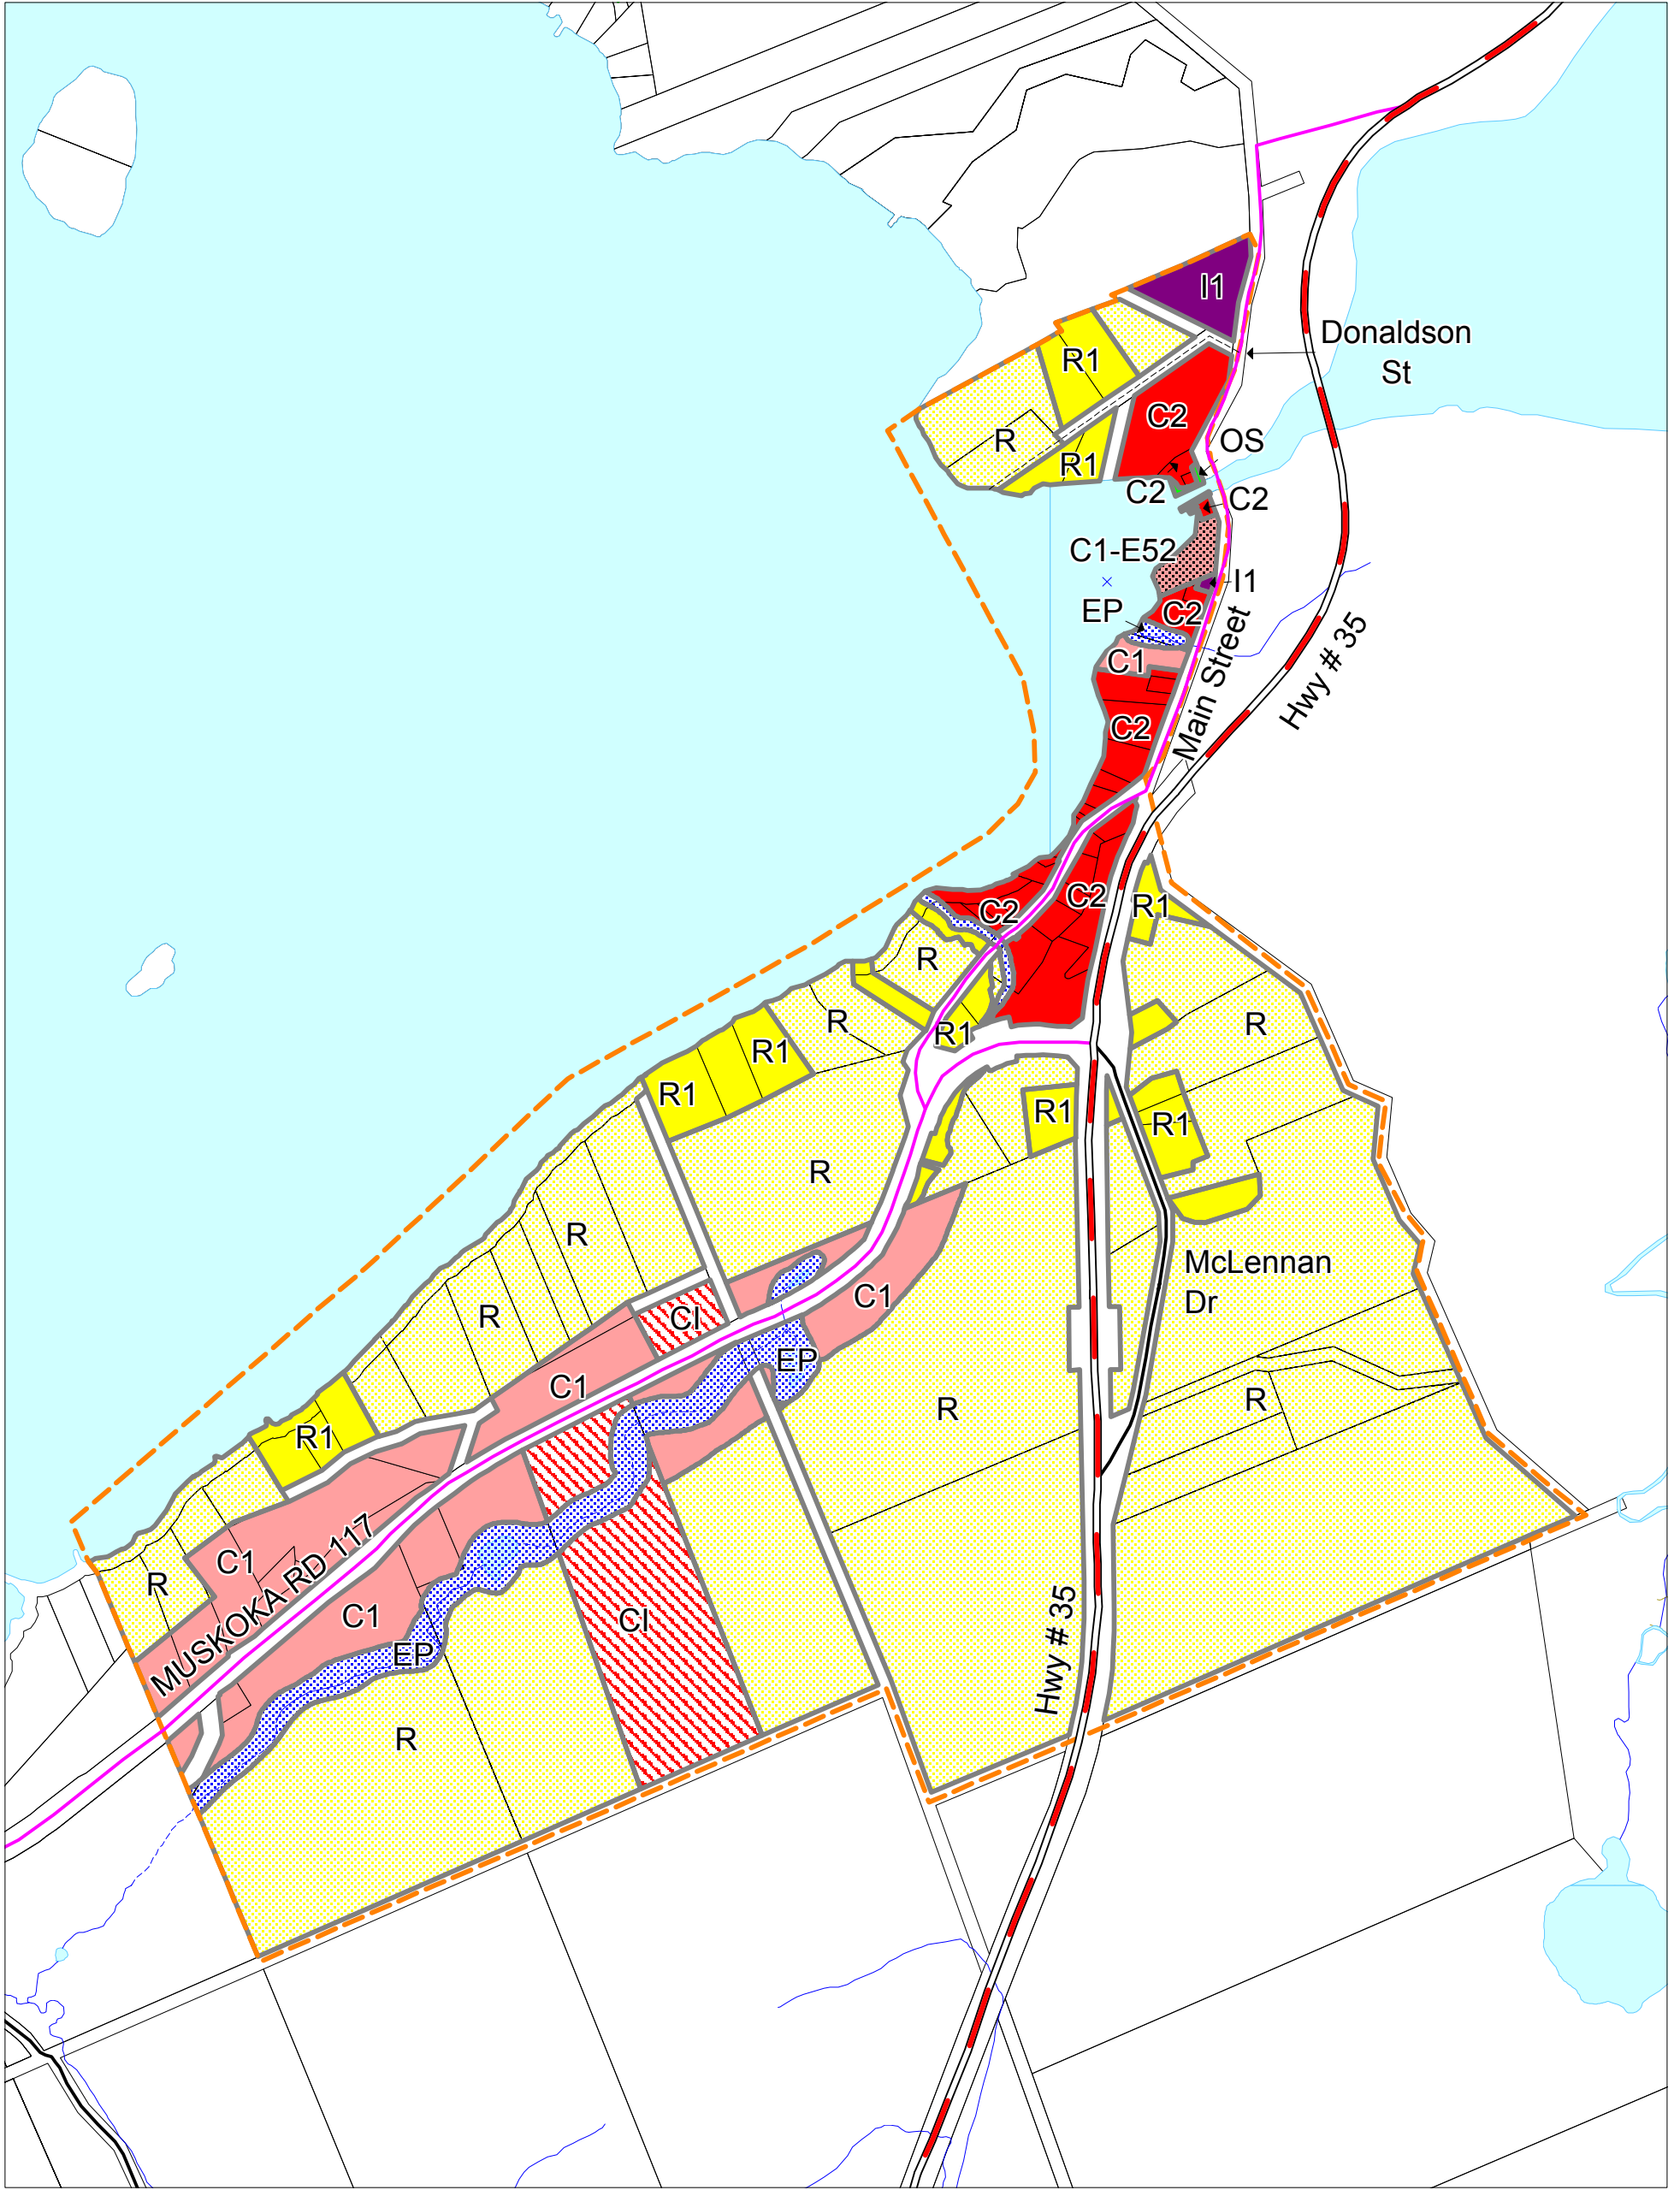 I1
Donaldson
St
R1
C2
R
OS
R1
C2
C2
C1-E52
I1
EP
C2
C1
Main Street
Hwy # 35
C2
C2
R1
C2
R
R
R
R1
R1
R1
R1
R1
R
R
McLennan
Dr
C1
R
CI
EP
C1
R
R
R1
C1
R
MUSKOKA RD 117
C1
CI
Hwy # 35
EP
R